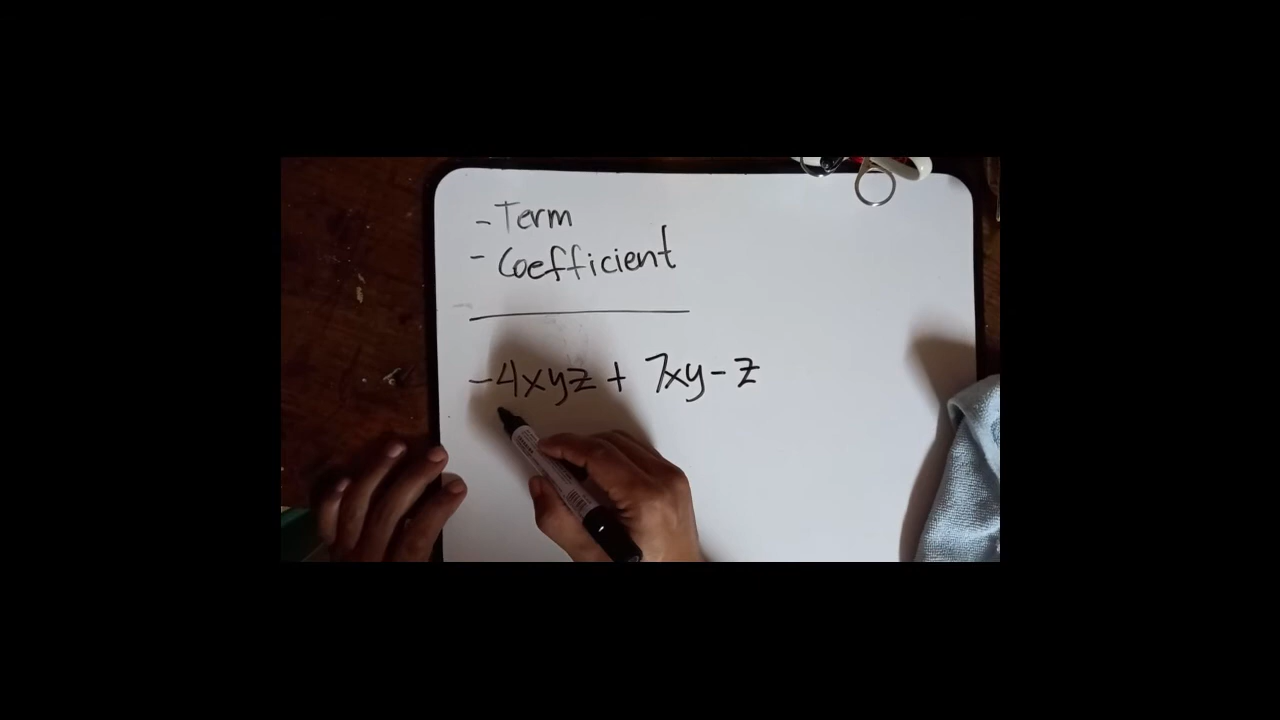 - Term
- Coefficient
-4xyz + 7xy - z